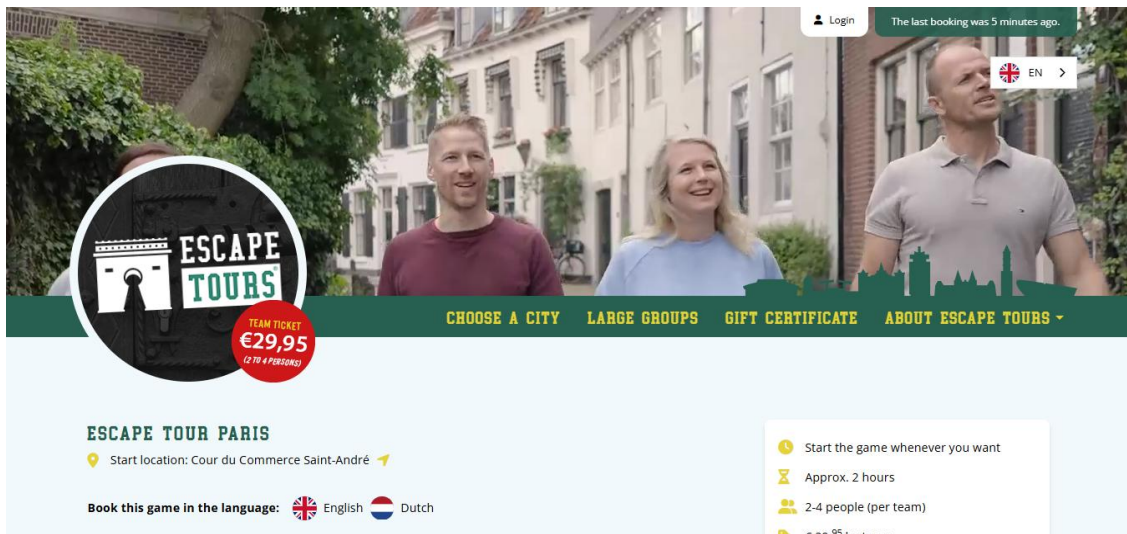 Login
The last booking was 5 minutes ago.
EN
ESCAPE
TOURS
TEAM TICKET
€29,95
(2 TO 4 PERSONS)
CHOOSE A CITY LARGE GROUPS GIFT CERTIFICATE ABOUT ESCAPE TOURS
ESCAPE TOUR PARIS
Start location: Cour du Commerce Saint-André
Book this game in the language: English Dutch
Start the game whenever you want
Approx. 2 hours
2-4 people (per team)